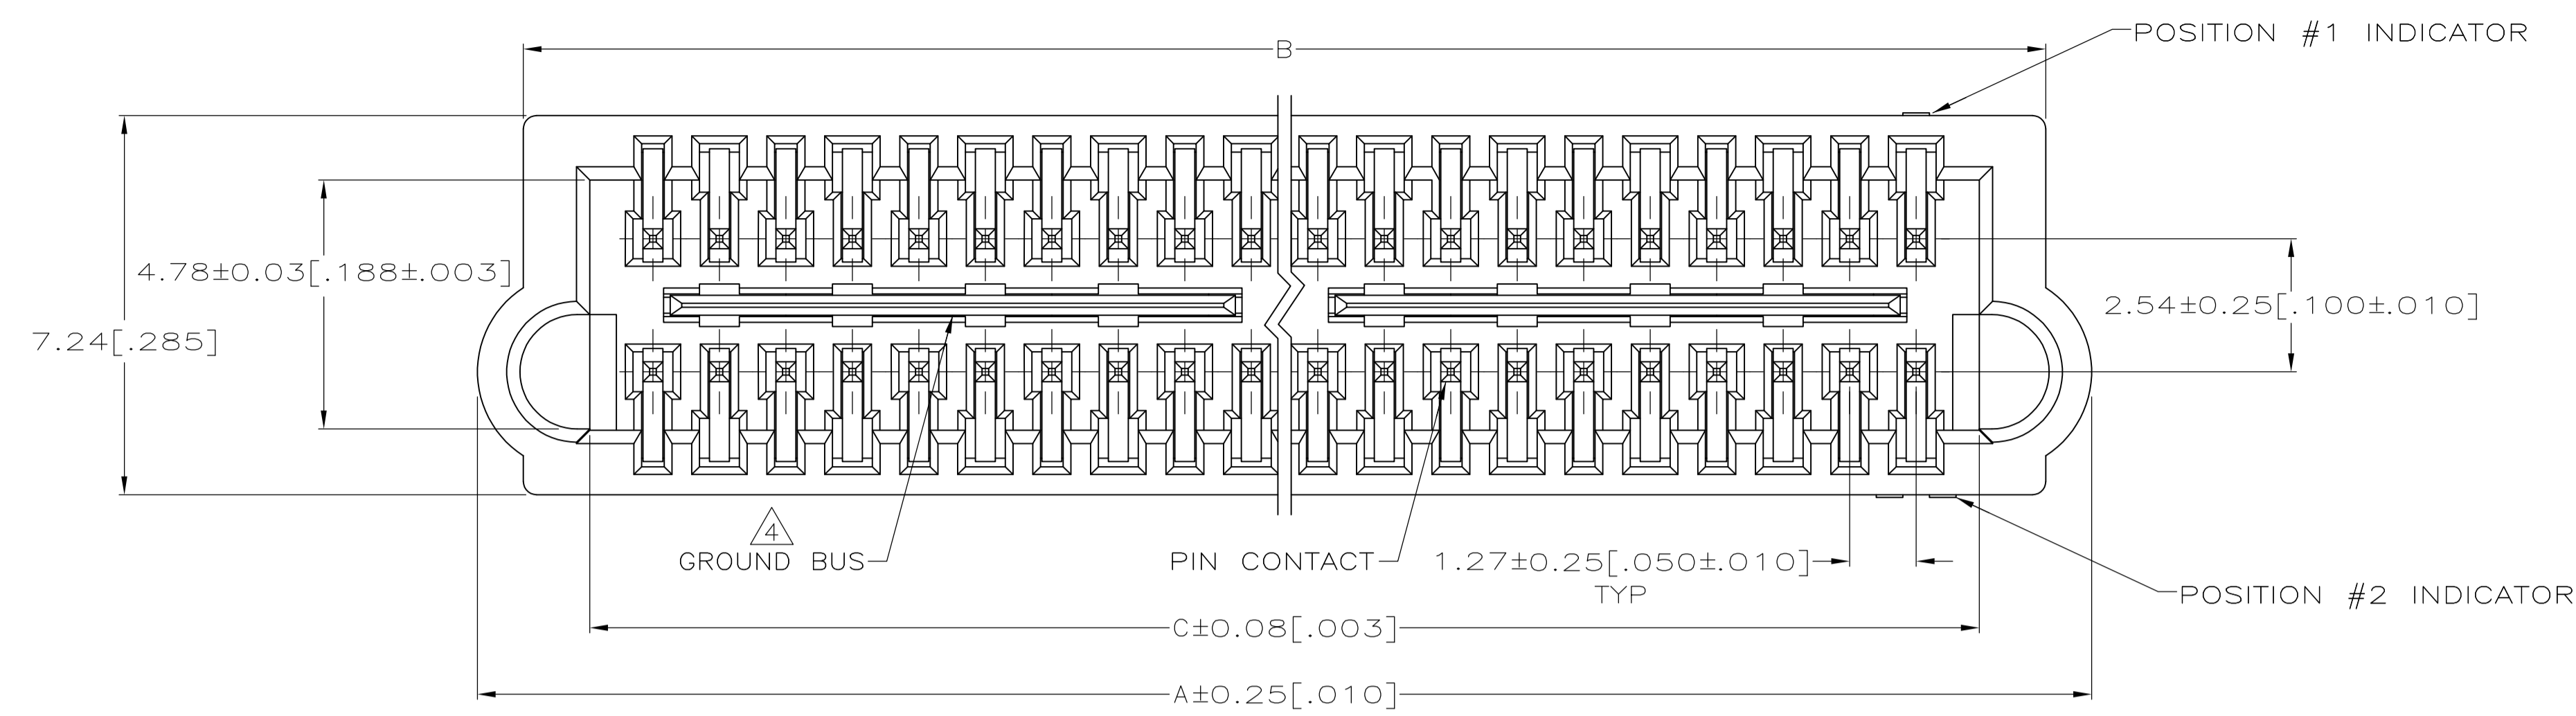 POSITION #1 INDICATOR
B
4.78±0.03[.188±.003]
2.54±0.25[.100±.010]
7.24[.285]
4
GROUND BUS
PIN CONTACT
1.27±0.25[.050±.010]
TYP
POSITION #2 INDICATOR
C±0.08[.003]
A±0.25[.010]